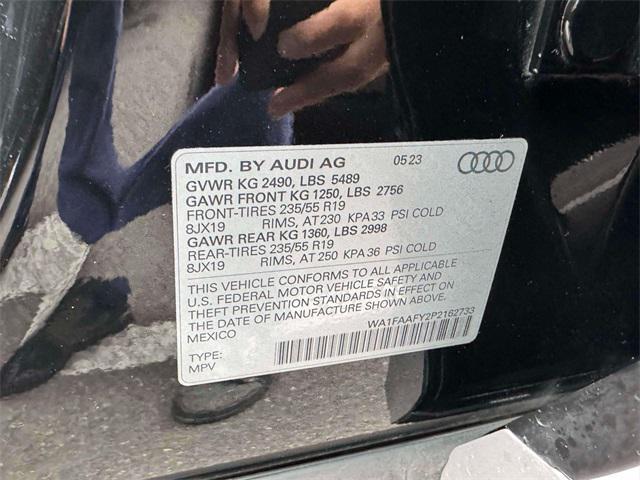 MFD. BY AUDI AG 05 23
GVWR KG 2490, LBS 5489
GAWR FRONT KG 1250, LBS 2756
FRONT-TIRES 235/55 R19
8JX19 RIMS, AT 230 KPA 33 PSI COLD
GAWR REAR KG 1360, LBS 2998
REAR-TIRES 235/55 R19
8JX19 RIMS, AT 250 KPA 36 PSI COLD
THIS VEHICLE CONFORMS TO ALL APPLICABLE
U.S. FEDERAL MOTOR VEHICLE SAFETY AND
THEFT PREVENTION STANDARDS IN EFFECT ON
THE DATE OF MANUFACTURE SHOWN ABOVE.
MEXICO WA1FAAFY2P2162733
TYPE:
MPV